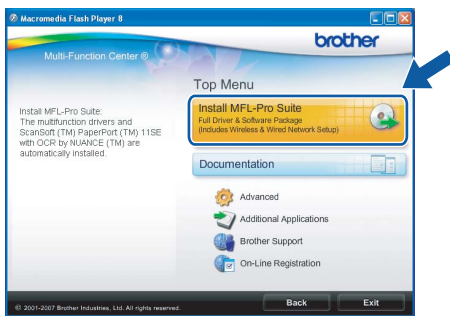 Macromedia Flash Player 8
brother
Multi-Function Center ®
Top Menu
Install MFL-Pro Suite:
The multifunction drivers and
ScanSoft (TM) PaperPort (TM) 11SE
with OCR by NUANCE (TM) are
automatically installed.
Install MFL-Pro Suite
Full Driver & Software Package
(Includes Wireless & Wired Network Setup)
Documentation
Advanced
Additional Applications
Brother Support
On-Line Registration
© 2001-2007 Brother Industries, Ltd. All rights reserved.
Back
Exit